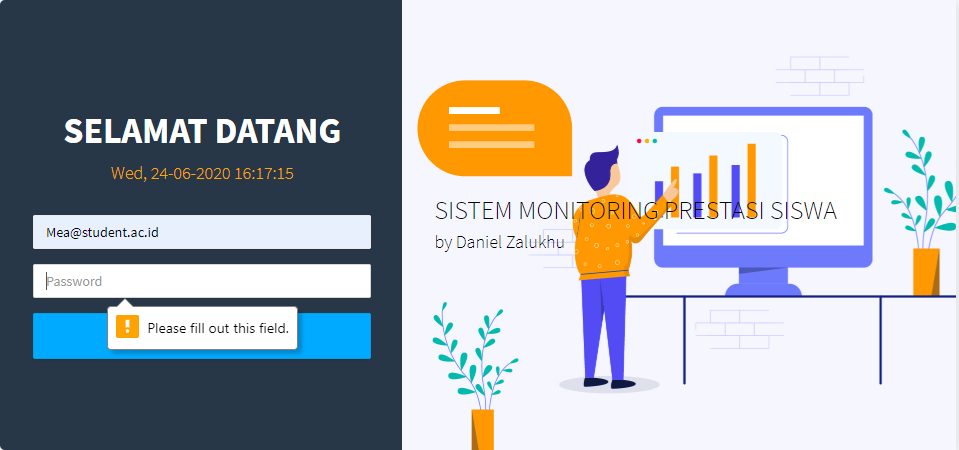 SELAMAT DATANG
Wed, 24-06-2020 16:17:15
Mea@student.ac.id
Password
Please fill out this field.
SISTEM MONITORING PRESTASI SISWA
by Daniel Zalukhu